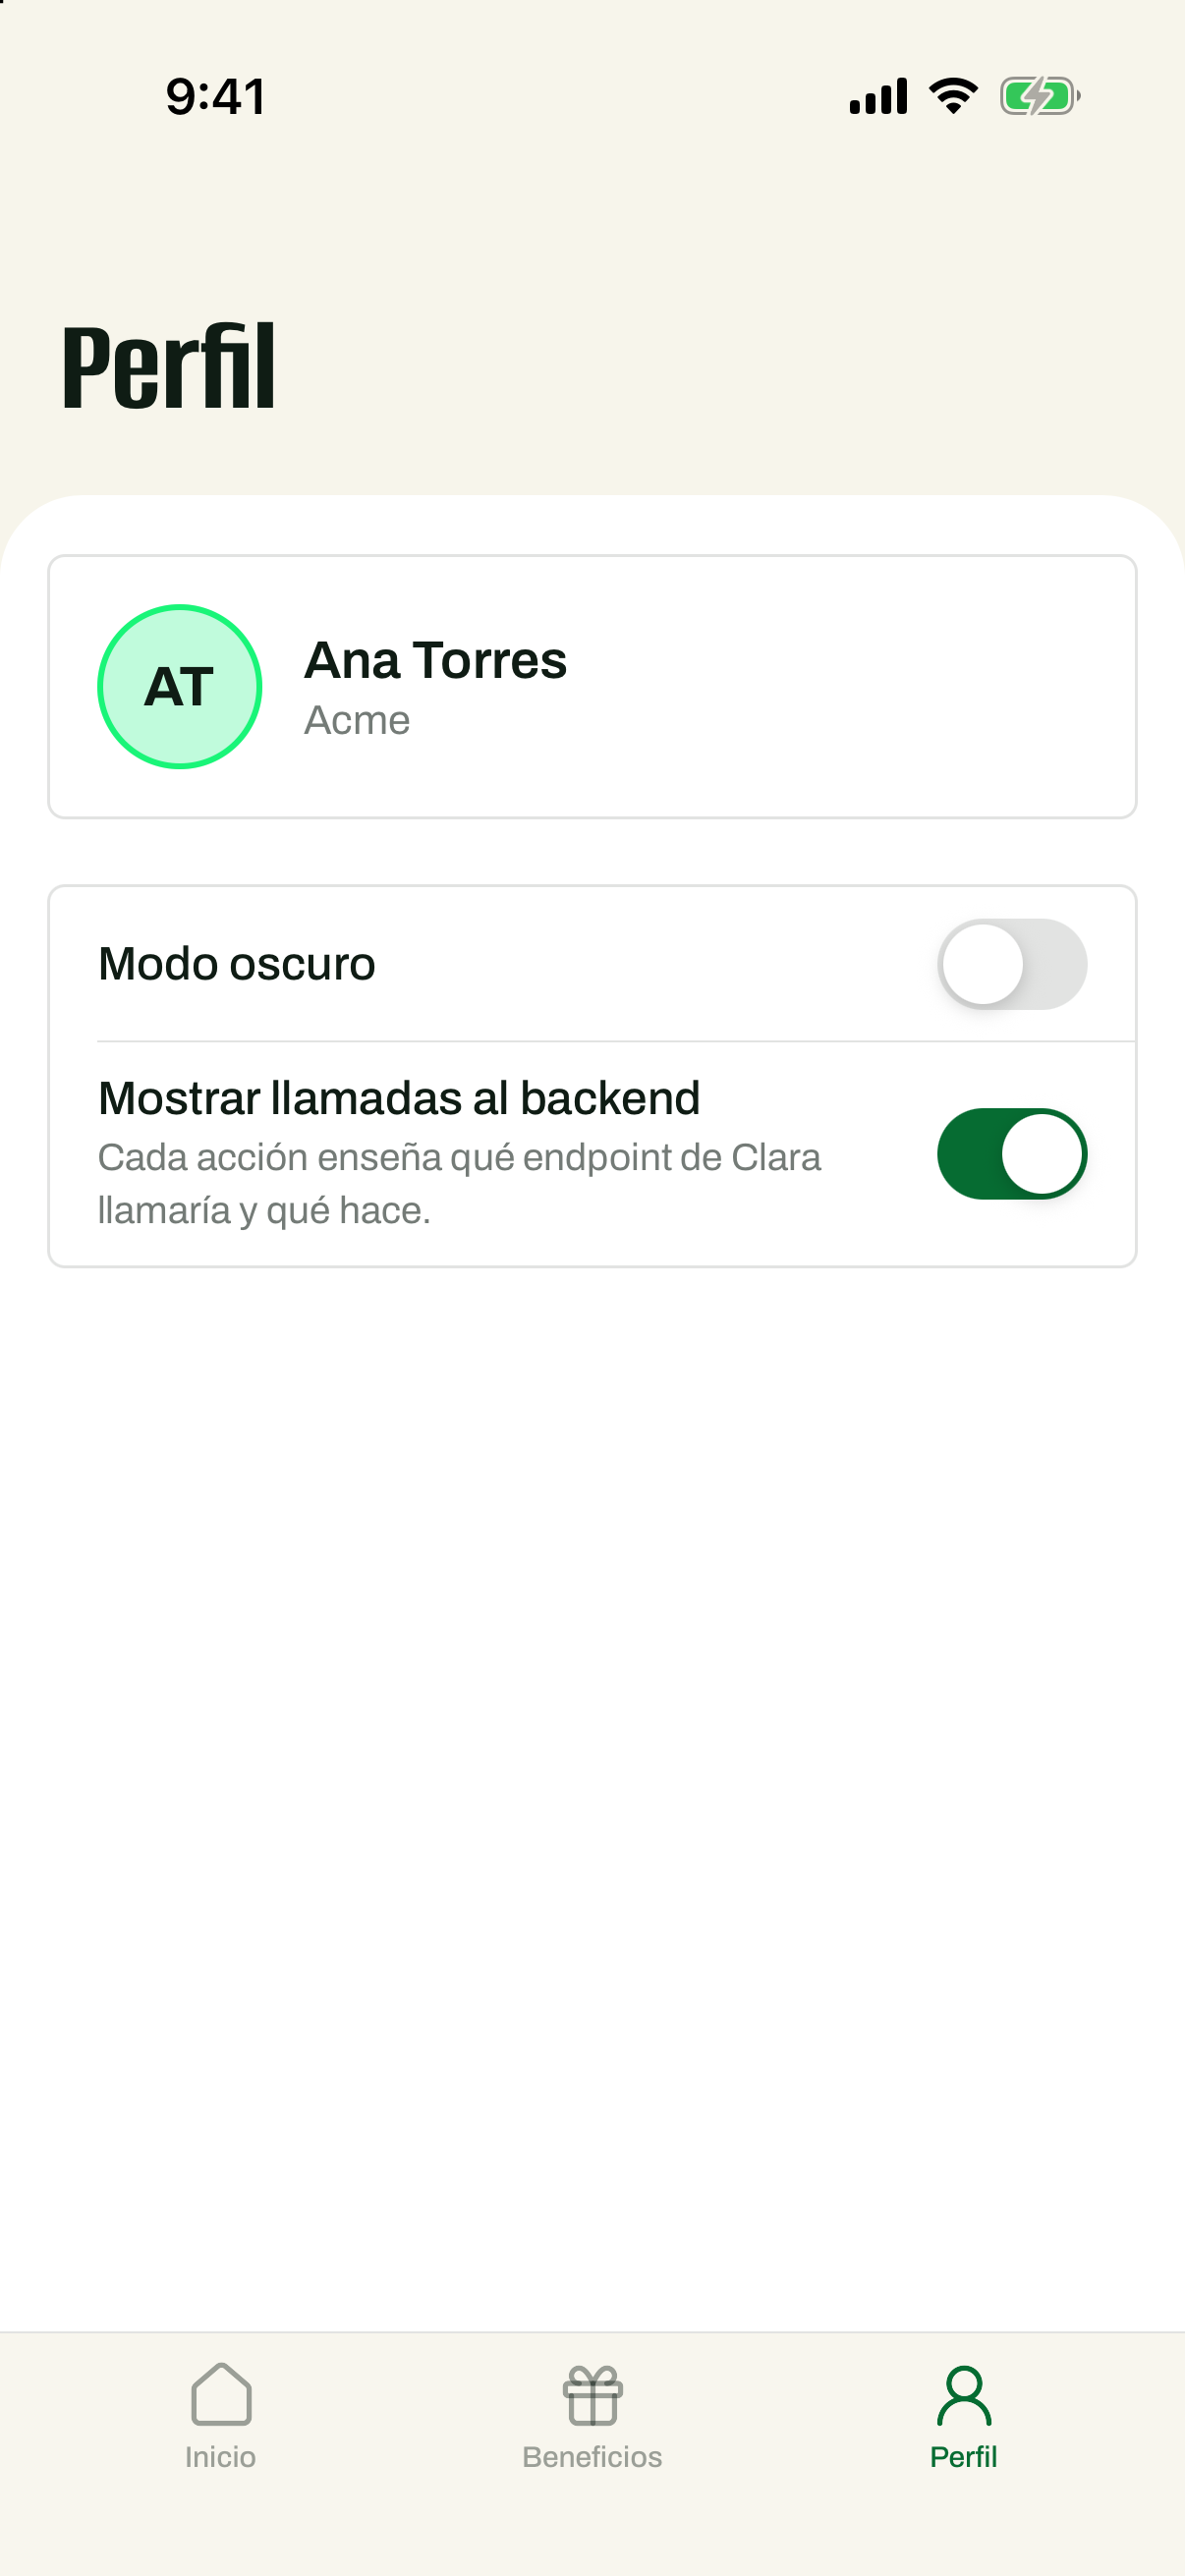 9:41
Perfil
AT
Ana Torres
Acme
Modo oscuro
Mostrar llamadas al backend
Cada acción enseña qué endpoint de Clara
llamaría y qué hace.
Inicio
Beneficios
Perfil